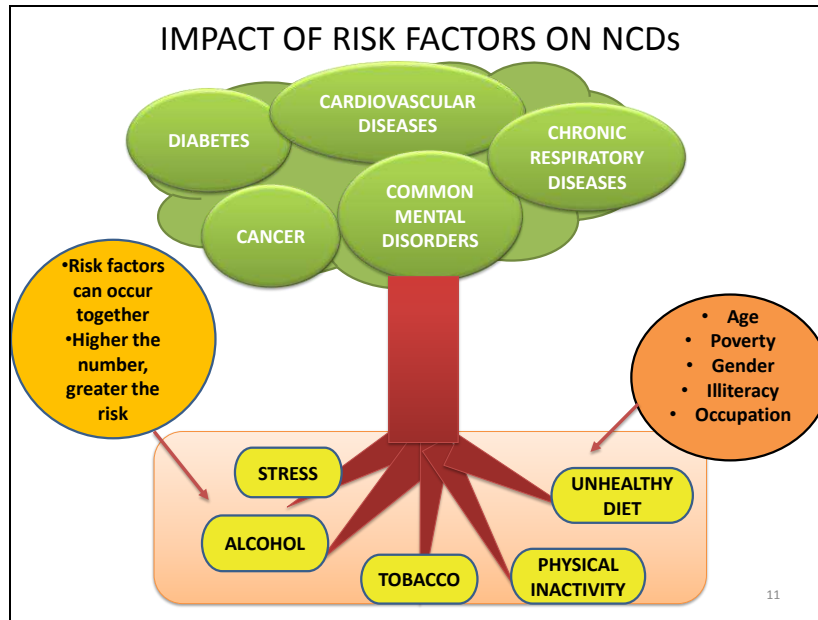 IMPACT OF RISK FACTORS ON NCDs
DIABETES
CARDIOVASCULAR
DISEASES
CHRONIC
RESPIRATORY
DISEASES
CANCER
COMMON
MENTAL
DISORDERS
•Risk factors
can occur
together
•Higher the
number,
greater the
risk
• Age
• Poverty
• Gender
• Illiteracy
• Occupation
STRESS
ALCOHOL
TOBACCO
PHYSICAL
INACTIVITY
UNHEALTHY
DIET
11